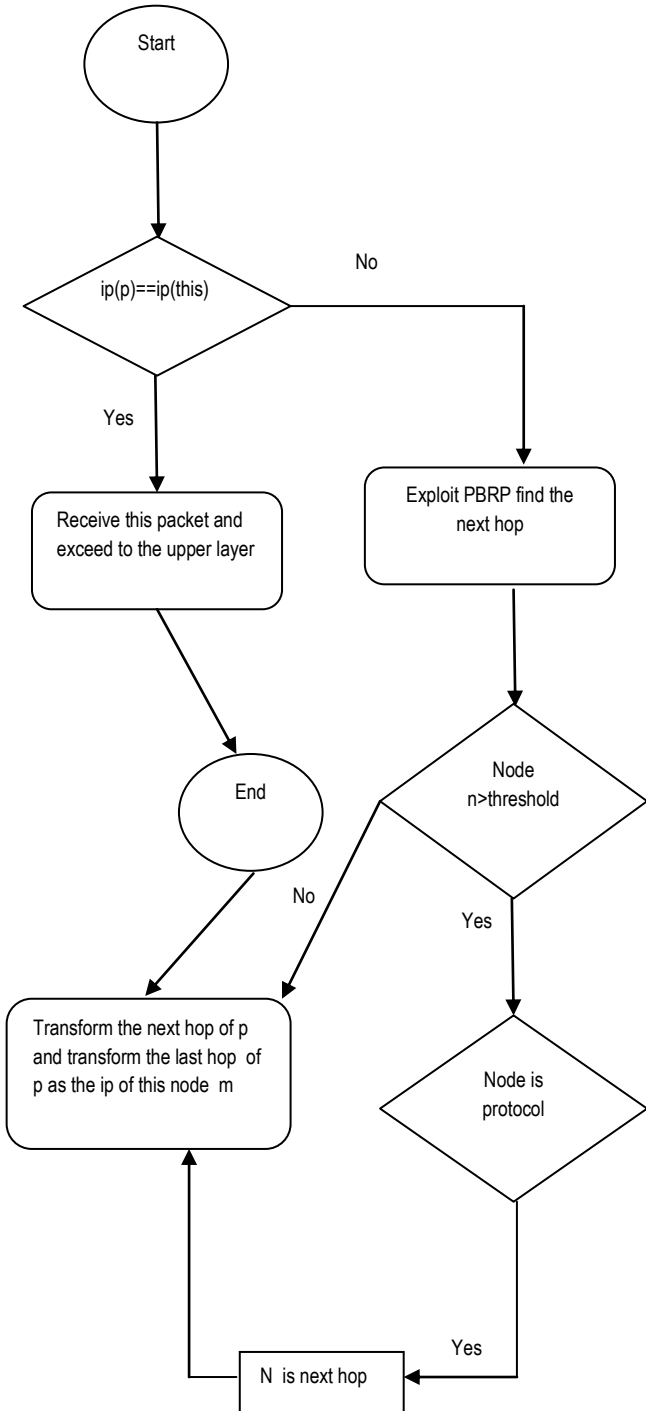 Start
ip(p)==ip(this)
No
Yes
Receive this packet and
exceed to the upper layer
Exploit PBRP find the
next hop
End
Node
n>threshold
No
Yes
Transform the next hop of p
and transform the last hop of
p as the ip of this node m
Node is
protocol
Yes
N is next hop